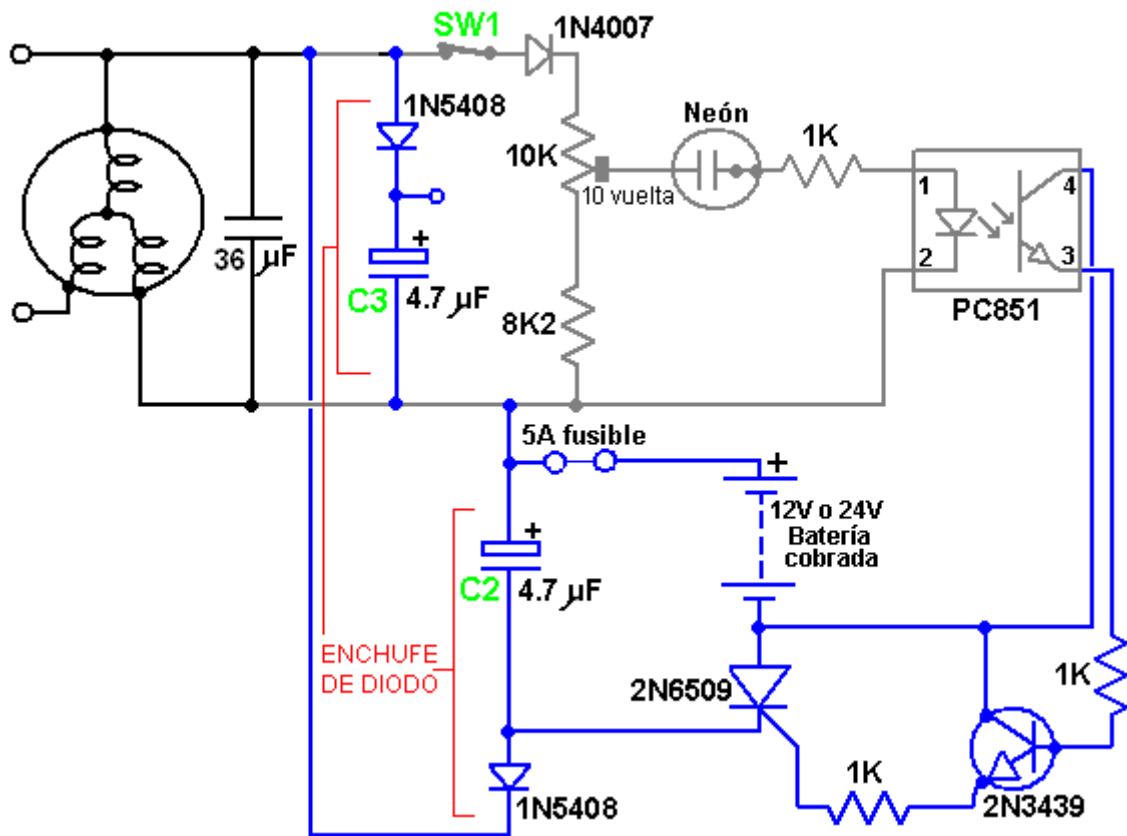 SW1
1N4007
1N5408
Neón
1K
10K
10 vuelta
1
4
36 µF
+
C3
4.7 µF
2
3
8K2
PC851
5A fusible
+
12V o 24V
Batería
cobrada
+
C2
4.7 µF
ENCHUFE
DE DIODO
2N6509
1K
1K
1N5408
2N3439